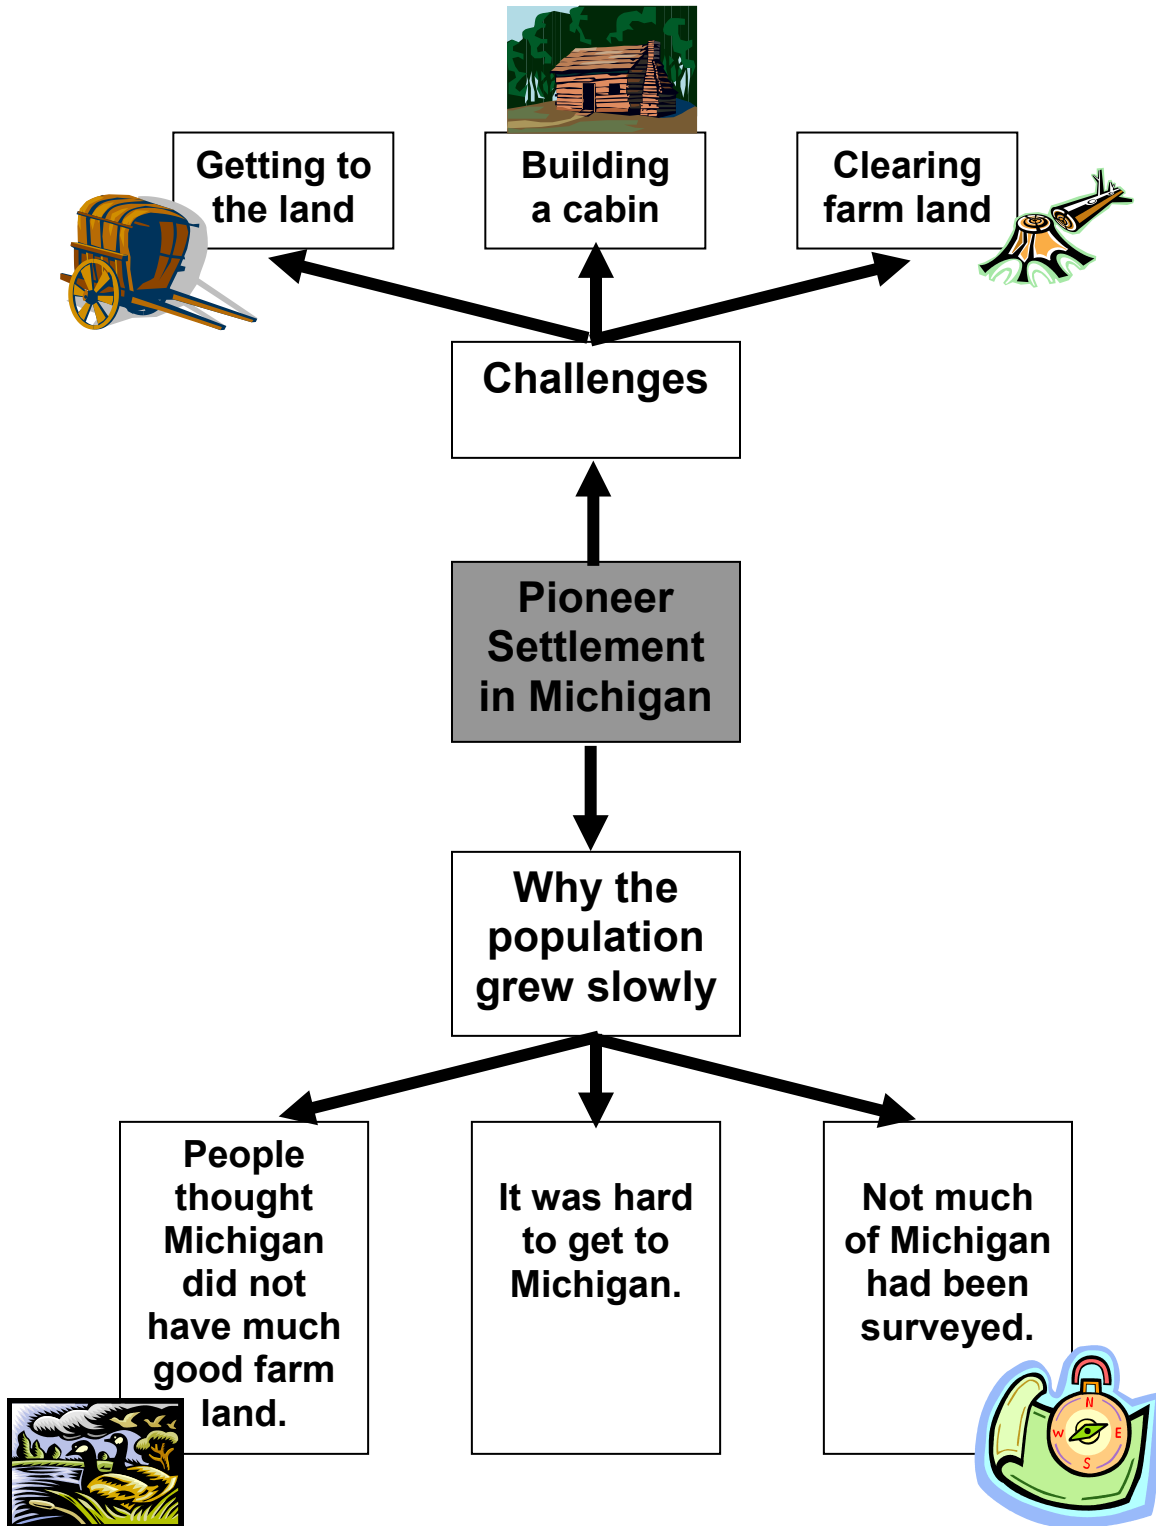 Getting to
the land
Building
a cabin
Clearing
farm land
Challenges
Pioneer
Settlement
in Michigan
Why the
population
grew slowly
People
thought
Michigan
did not
have much
good farm
land.
It was hard
to get to
Michigan.
Not much
of Michigan
had been
surveyed.
N
W E
S